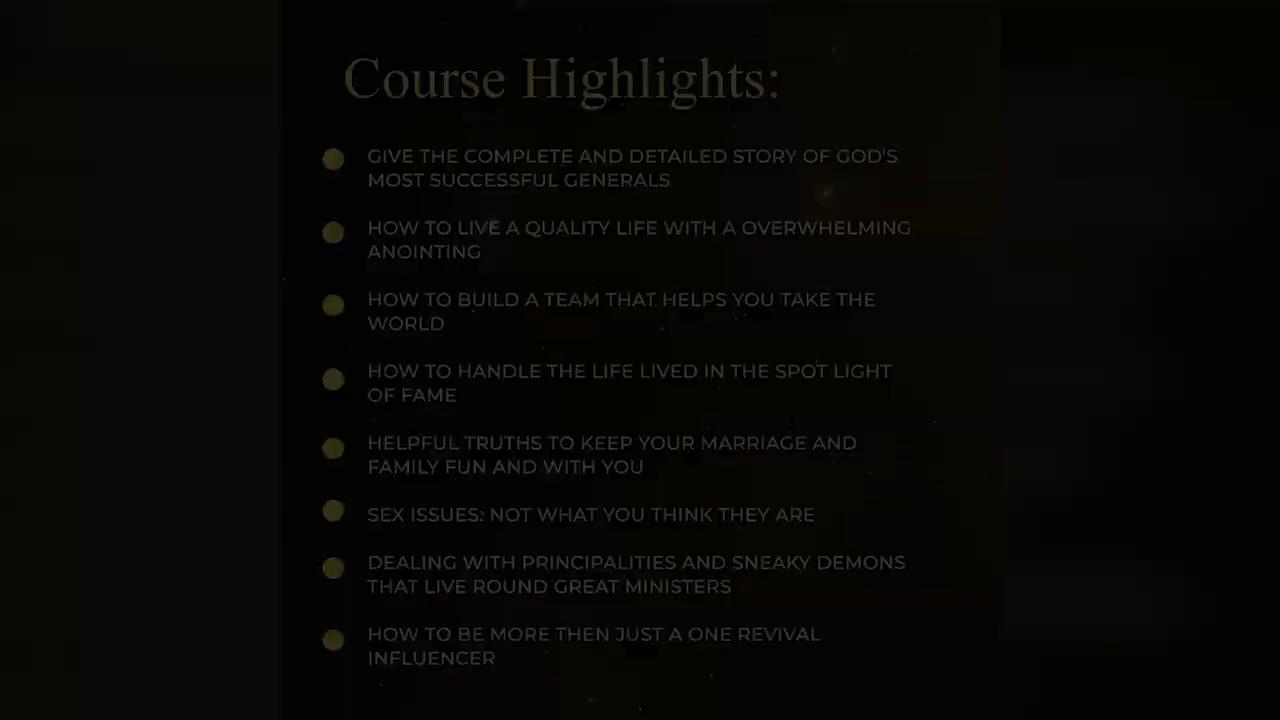 Course Highlights:
GIVE THE COMPLETE AND DETAILED STORY OF GOD'S
MOST SUCCESSFUL GENERALS
HOW TO LIVE A QUALITY LIFE WITH A OVERWHELMING
ANOINTING
HOW TO BUILD A TEAM THAT HELPS YOU TAKE THE
WORLD
HOW TO HANDLE THE LIFE LIVED IN THE SPOT LIGHT
OF FAME
HELPFUL TRUTHS TO KEEP YOUR MARRIAGE AND
FAMILY FUN AND WITH YOU
SEX ISSUES: NOT WHAT YOU THINK THEY ARE
DEALING WITH PRINCIPALITIES AND SNEAKY DEMONS
THAT LIVE ROUND GREAT MINISTERS
HOW TO BE MORE THEN JUST A ONE REVIVAL
INFLUENCER